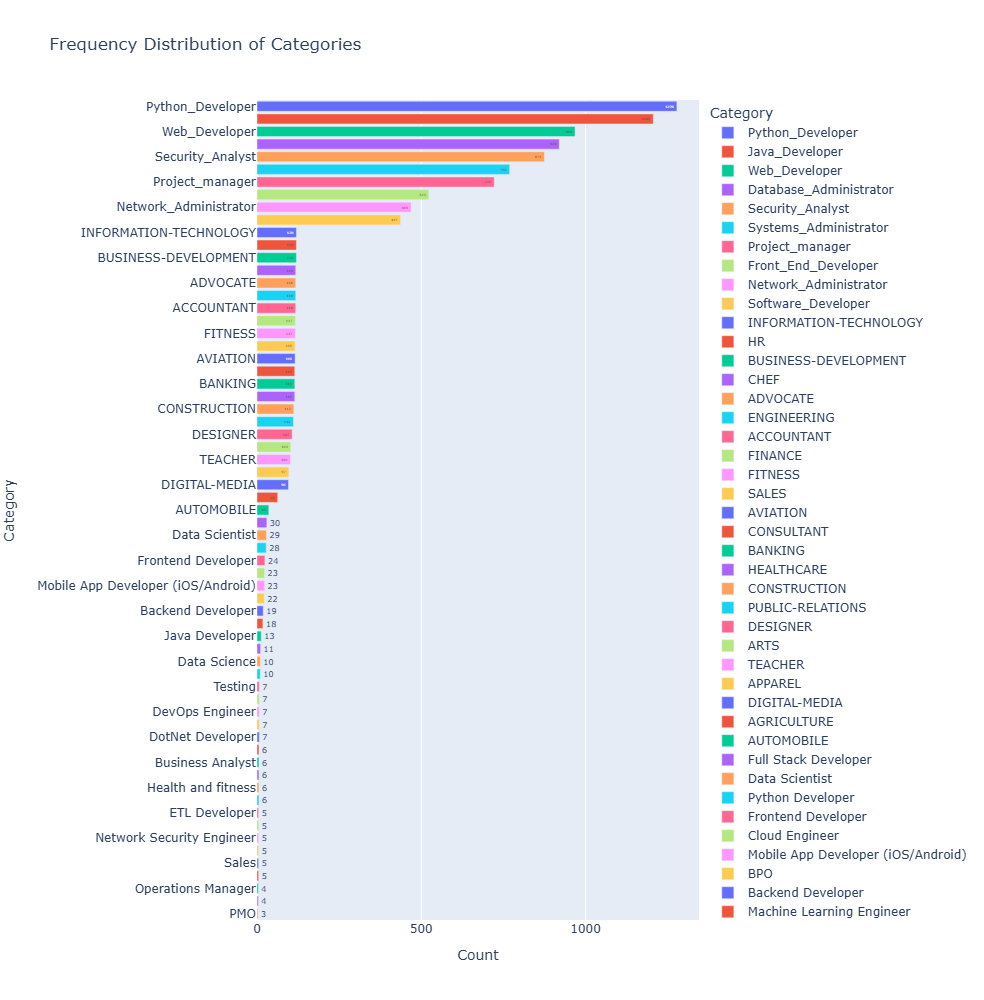 Frequency Distribution of Categories
Category
Python_Developer
Web_Developer
Security_Analyst
Project_manager
Network_Administrator
INFORMATION-TECHNOLOGY
BUSINESS-DEVELOPMENT
ADVOCATE
ACCOUNTANT
FITNESS
AVIATION
BANKING
CONSTRUCTION
DESIGNER
TEACHER
DIGITAL-MEDIA
AUTOMOBILE
30
Data Scientist 29
28
Frontend Developer 24
23
Mobile App Developer (iOS/Android) 23
22
Backend Developer 19
18
Java Developer 13
11
Data Science 10
10
Testing 7
7
DevOps Engineer 7
7
DotNet Developer 7
6
Business Analyst 6
6
Health and fitness 6
6
ETL Developer 5
5
Network Security Engineer 5
5
Sales 5
5
Operations Manager 4
4
PMO 3
0 500 1000
Count
Category
Python_Developer
Java_Developer
Web_Developer
Database_Administrator
Security_Analyst
Systems_Administrator
Project_manager
Front_End_Developer
Network_Administrator
Software_Developer
INFORMATION-TECHNOLOGY
HR
BUSINESS-DEVELOPMENT
CHEF
ADVOCATE
ENGINEERING
ACCOUNTANT
FINANCE
FITNESS
SALES
AVIATION
CONSULTANT
BANKING
HEALTHCARE
CONSTRUCTION
PUBLIC-RELATIONS
DESIGNER
ARTS
TEACHER
APPAREL
DIGITAL-MEDIA
AGRICULTURE
AUTOMOBILE
Full Stack Developer
Data Scientist
Python Developer
Frontend Developer
Cloud Engineer
Mobile App Developer (iOS/Android)
BPO
Backend Developer
Machine Learning Engineer